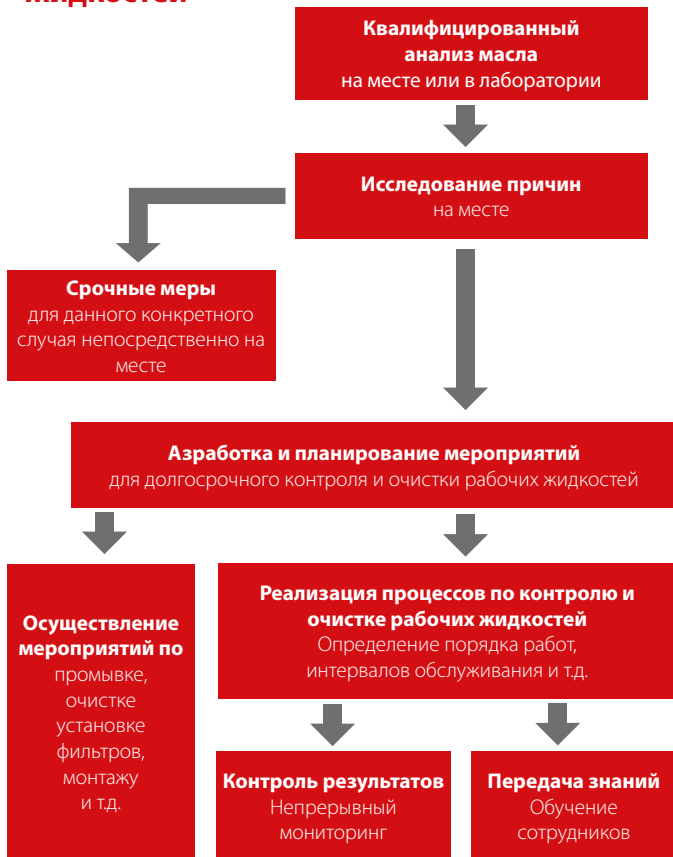 жидкостей
Квалифицированный
анализ масла
на месте или в лаборатории
Исследование причин
на месте
Срочные меры
для данного конкретного
случая непосредственно на
месте
Азработка и планирование мероприятий
для долгосрочного контроля и очистки рабочих жидкостей
Осуществление
мероприятий по
промывке,
очистке
установке
фильтров,
монтажу
и т.д.
Реализация процессов по контролю и
очистке рабочих жидкостей
Определение порядка работ,
интервалов обслуживания и т.д.
Контроль результатов
Непрерывный
мониторинг
Передача знаний
Обучение
сотрудников